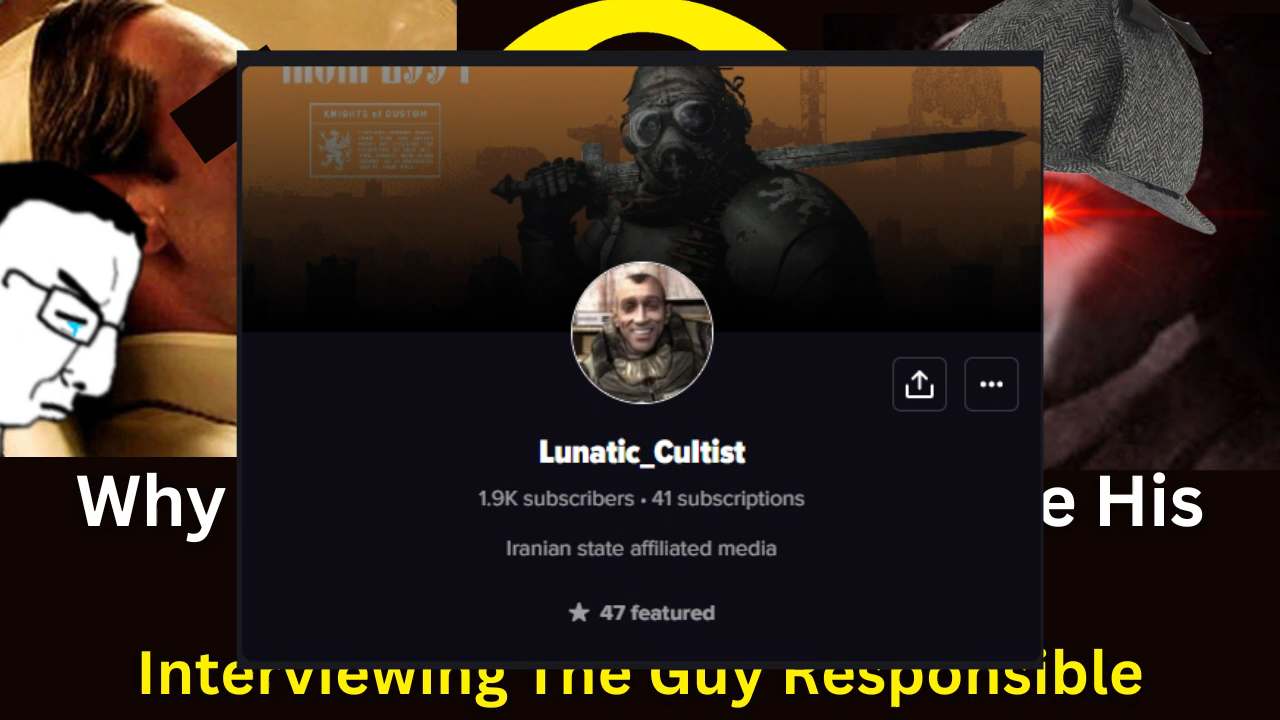 KNIGHTS of CUSTUM
Lunatic_Cultist
1.9K subscribers • 41 subscriptions
Why
e His
Iranian state affiliated media
47 featured
Interviewing The Guy Responsible